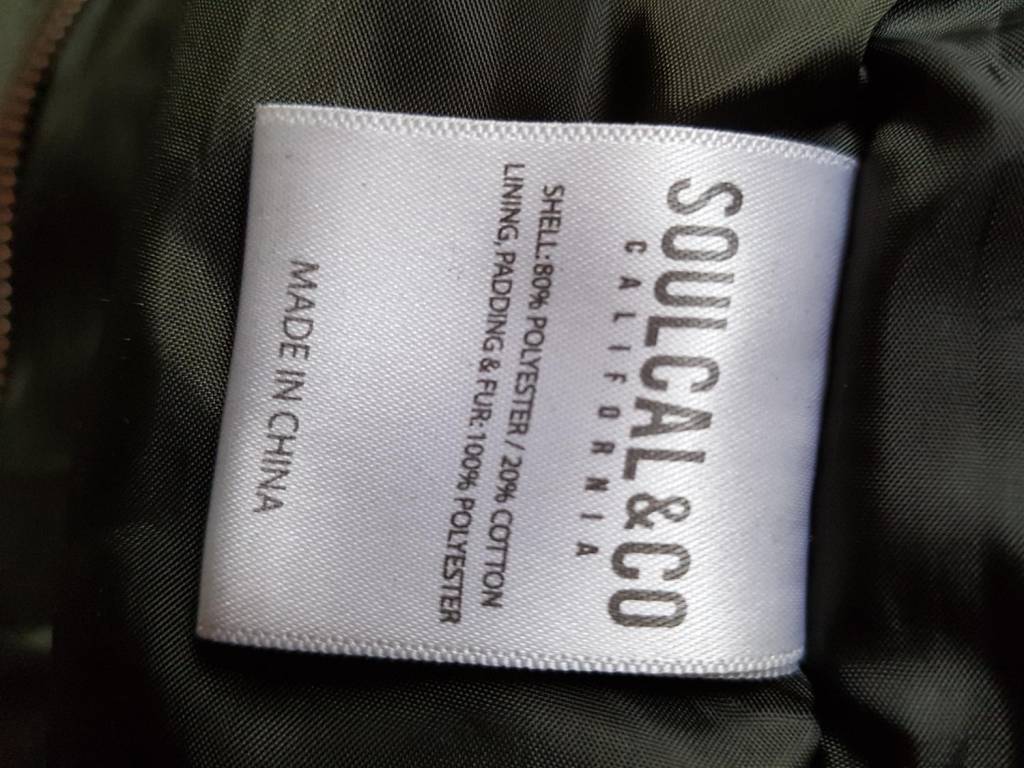 SOULCAL&CO
CALIFORNIA
SHELL: 80% POLYESTER / 20% COTTON
LINING, PADDING & FUR: 100% POLYESTER
MADE IN CHINA